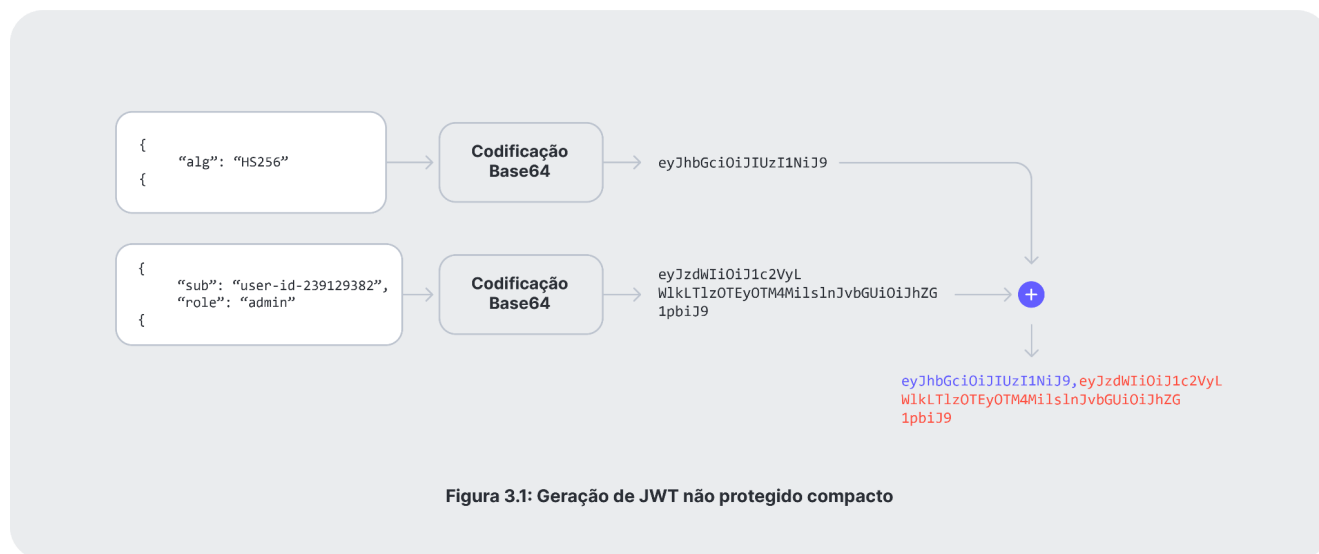 {
“alg”: “HS256”
{
Codificação
Base64
eyJhbGciOiJIUzI1NiJ9
{
“sub”: “user-id-239129382”,
“role”: “admin”
{
Codificação
Base64
eyJzdWIiOiJ1c2VyL
WlkLTlzOTEyOTM4MilslnJvbGUiOiJhZG
1pbiJ9
+
eyJhbGciOiJIUzI1NiJ9,eyJzdWIiOiJ1c2VyL
WlkLTlzOTEyOTM4MilslnJvbGUiOiJhZG
1pbiJ9
Figura 3.1: Geração de JWT não protegido compacto